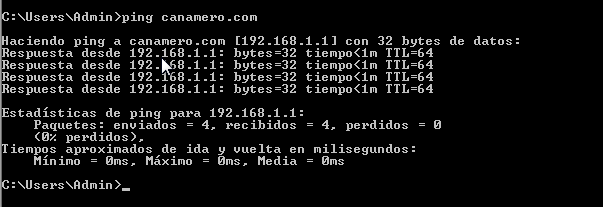 C:\Users\Admin>ping canamero.com
Haciendo ping a canamero.com [192.168.1.1] con 32 bytes de datos:
Respuesta desde 192.168.1.1: bytes=32 tiempo<1m TTL=64
Respuesta desde 192.168.1.1: bytes=32 tiempo<1m TTL=64
Respuesta desde 192.168.1.1: bytes=32 tiempo<1m TTL=64
Respuesta desde 192.168.1.1: bytes=32 tiempo<1m TTL=64
Estadísticas de ping para 192.168.1.1:
Paquetes: enviados = 4, recibidos = 4, perdidos = 0
(0% perdidos),
Tiempos aproximados de ida y vuelta en milisegundos:
Mínimo = 0ms, Máximo = 0ms, Media = 0ms
C:\Users\Admin>_